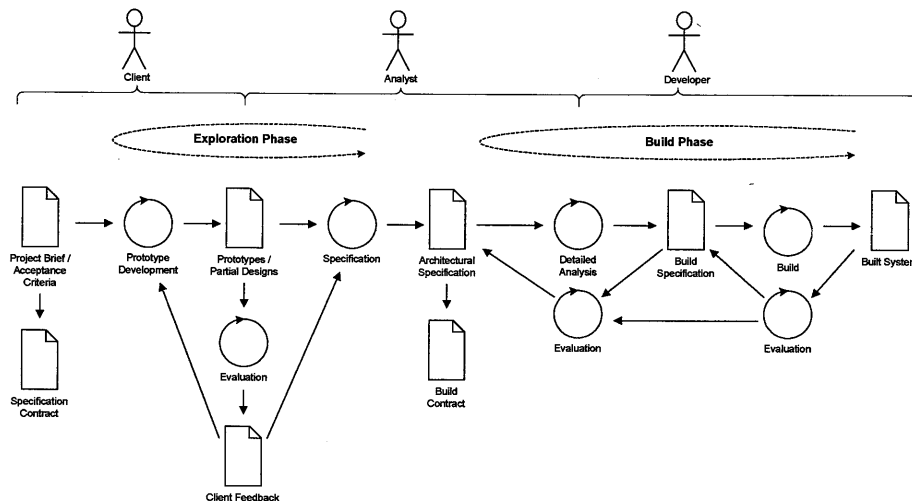 Client
Analyst
Developer
Exploration Phase
Build Phase
Project Brief /
Acceptance
Criteria
Prototype
Development
Prototypes /
Partial Designs
Specification
Architectural
Specification
Detailed
Analysis
Build
Specification
Build
Built System
Specification
Contract
Evaluation
Build
Contract
Evaluation
Evaluation
Client Feedback